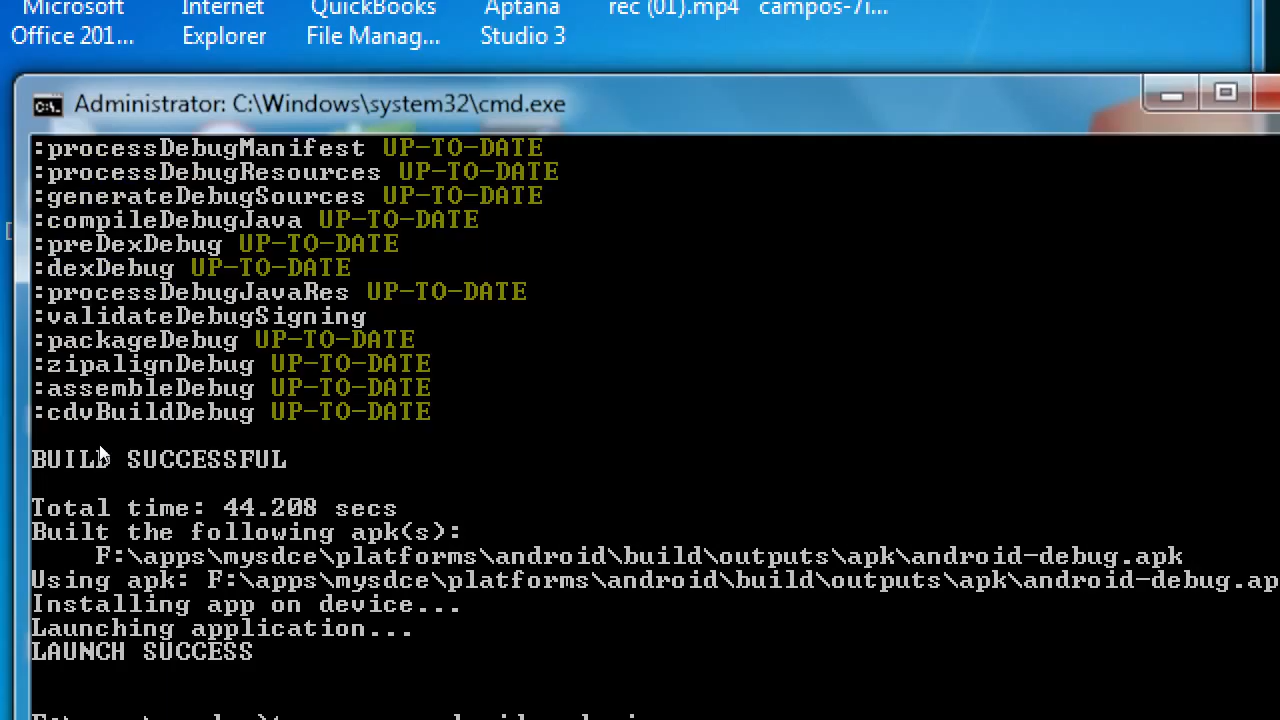 Microsoft Internet QuickBooks Aptana rec (01).mp4 campos-7i...
Office 201... Explorer File Manag... Studio 3
Administrator: C:\Windows\system32\cmd.exe
:processDebugManifest UP-TO-DATE
:processDebugResources UP-TO-DATE
:generateDebugSources UP-TO-DATE
:compileDebugJava UP-TO-DATE
:preDexDebug UP-TO-DATE
:dexDebug UP-TO-DATE
:processDebugJavaRes UP-TO-DATE
:validateDebugSigning
:packageDebug UP-TO-DATE
:zipalignDebug UP-TO-DATE
:assembleDebug UP-TO-DATE
:cdvBuildDebug UP-TO-DATE
BUILD SUCCESSFUL
Total time: 44.208 secs
Built the following apk(s):
F:\apps\mysdce\platforms\android\build\outputs\apk\android-debug.apk
Using apk: F:\apps\mysdce\platforms\android\build\outputs\apk\android-debug.ap
Installing app on device...
Launching application...
LAUNCH SUCCESS